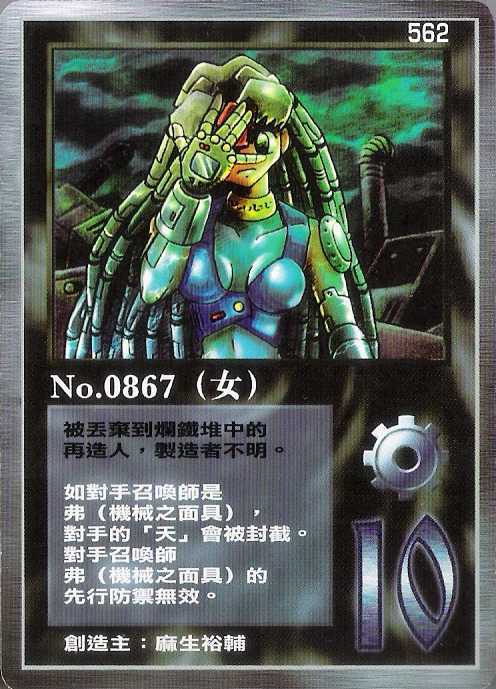 562
No.0867（女）
被丟棄到爛鐵堆中的
再造人，製造者不明。
如對手召喚師是
弗（機械之面具），
對手的「天」會被封截。
對手召喚師
弗（機械之面具）的
先行防禦無效。
10
創造主：麻生裕輔